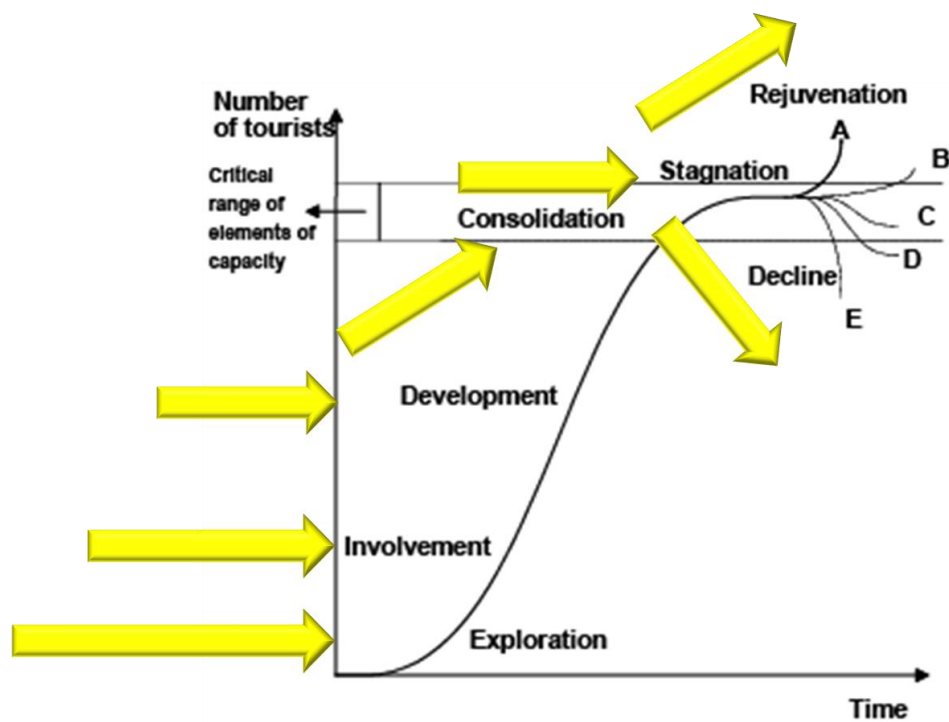 Number
of tourists
Critical
range of
elements of
capacity
Rejuvenation
A
B
Stagnation
Consolidation
C
D
Decline
E
Development
Involvement
Exploration
Time